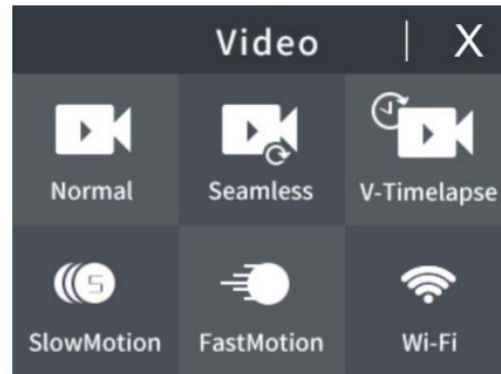 Video | X
Normal Seamless V-Timelapse
S
SlowMotion FastMotion Wi-Fi